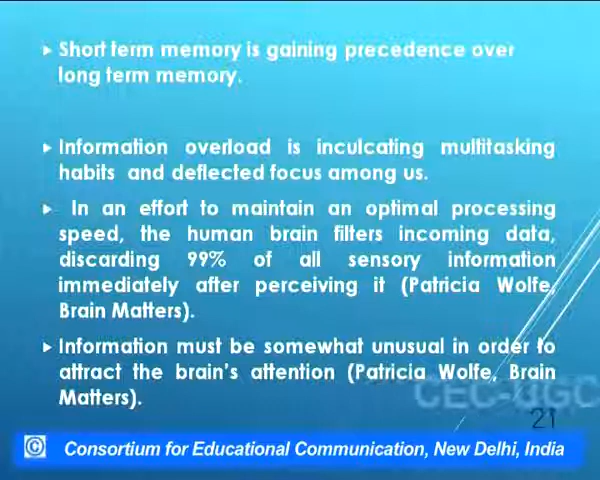 ▸ Short term memory is gaining precedence over
long term memory.
▸ Information overload is inculcating multitasking
habits and deflected focus among us.
▸ In an effort to maintain an optimal processing
speed, the human brain filters incoming data,
discarding 99% of all sensory information
immediately after perceiving it (Patricia Wolfe,
Brain Matters).
▸ Information must be somewhat unusual in order to
attract the brain's attention (Patricia Wolfe, Brain
Matters).
CEC-UGC
21
© Consortium for Educational Communication, New Delhi, India